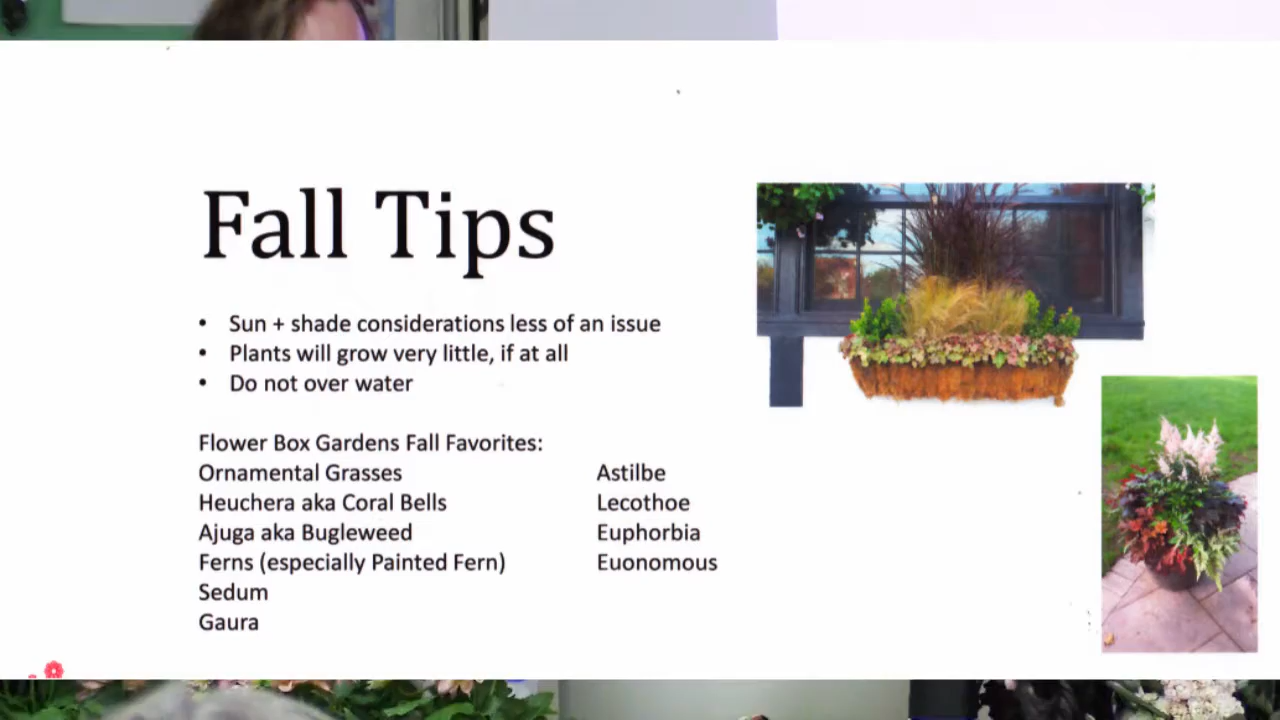 Fall Tips
• Sun + shade considerations less of an issue
• Plants will grow very little, if at all
• Do not over water
Flower Box Gardens Fall Favorites:
Ornamental Grasses
Heuchera aka Coral Bells
Ajuga aka Bugleweed
Ferns (especially Painted Fern)
Sedum
Gaura
Astilbe
Lecothoe
Euphorbia
Euonomous